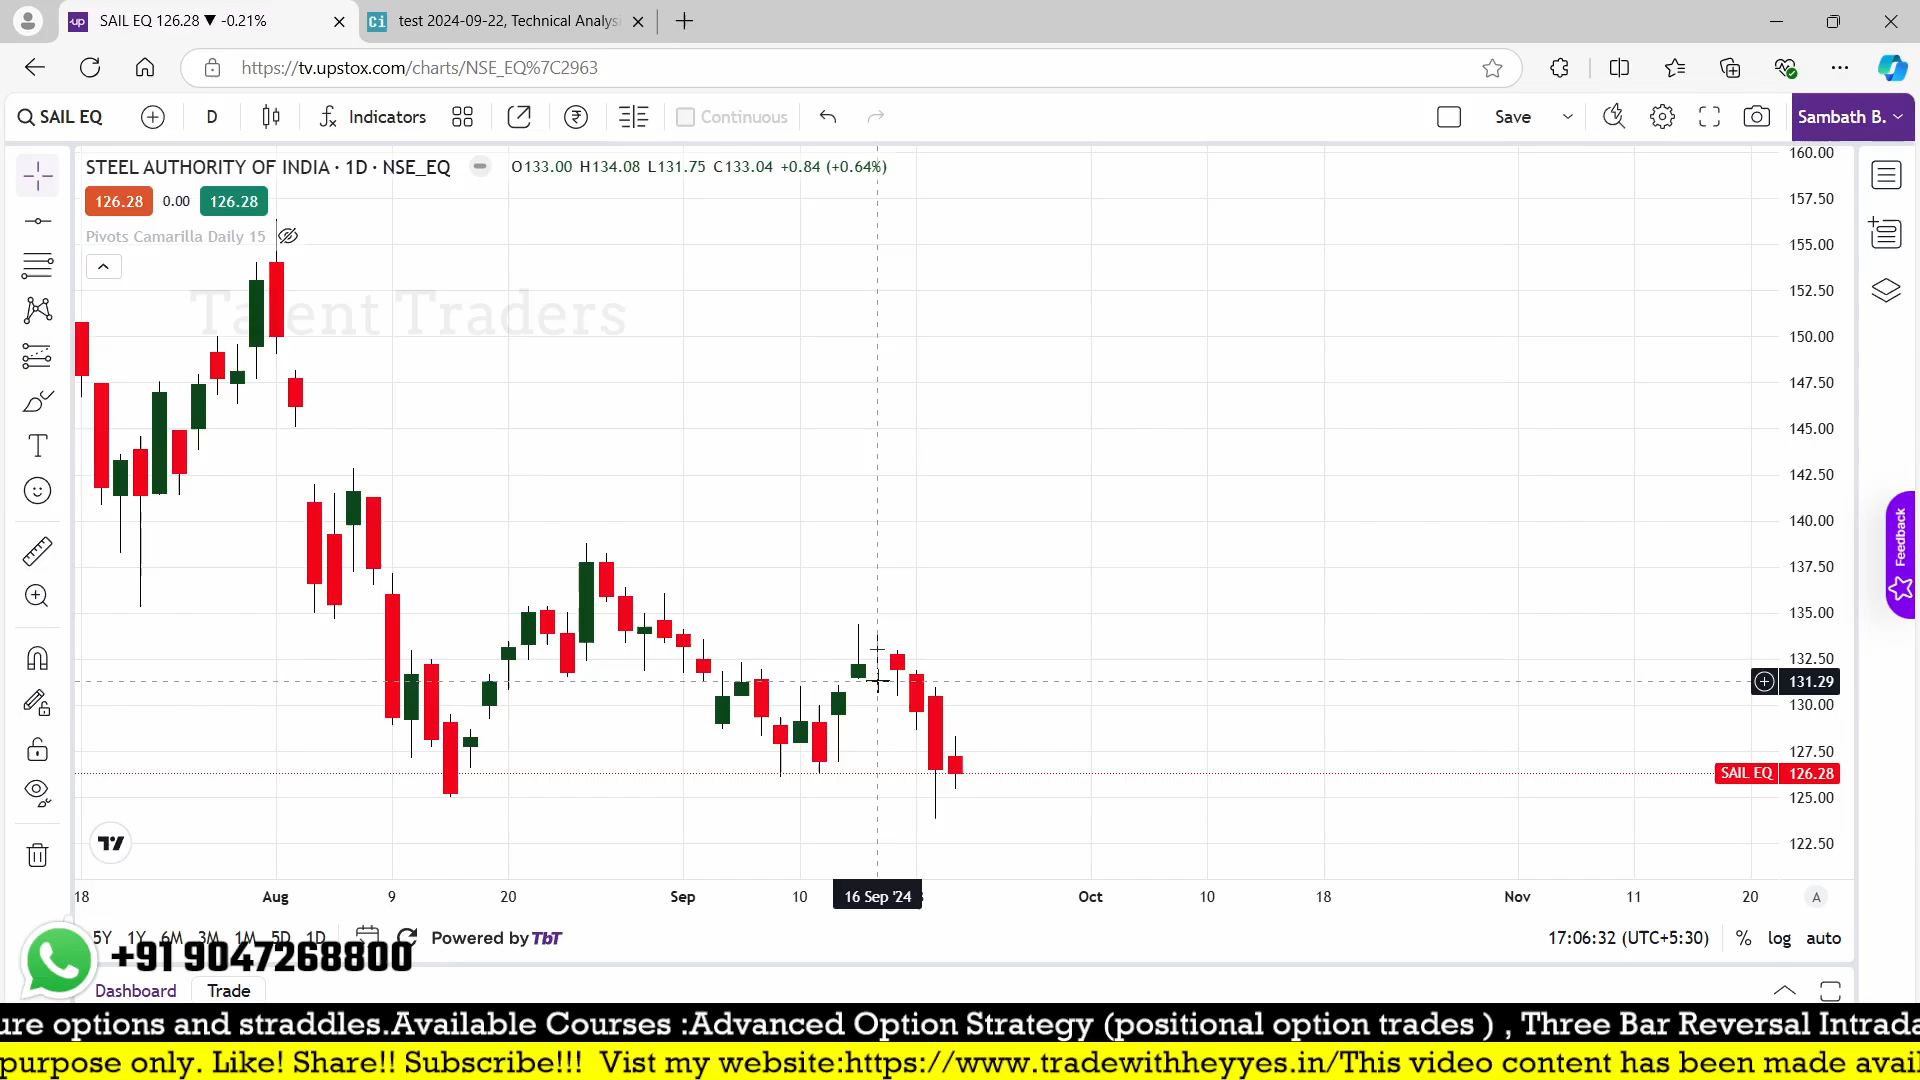 SAIL EQ 126.28 ▼ -0.21%
test 2024-09-22, Technical Analys
https://tv.upstox.com/charts/NSE_EQ%7C2963
SAIL EQ D Indicators Continuous Save Sambath B.
STEEL AUTHORITY OF INDIA · 1D · NSE_EQ O133.00 H134.08 L131.75 C133.04 +0.84 (+0.64%)
126.28 0.00 126.28
Pivots Camarilla Daily 15
Talent Traders
160.00
157.50
155.00
152.50
150.00
147.50
145.00
142.50
140.00
137.50
135.00
132.50
131.29
130.00
127.50
SAIL EQ 126.28
125.00
122.50
Feedback
18 Aug 9 20 Sep 10 16 Sep '24 Oct 10 18 Nov 11 20 A
5Y 1Y 6M 3M 1M 5D 1D Powered by TbT 17:06:32 (UTC+5:30) % log auto
+91 9047268800
Dashboard Trade
ure options and straddles.Available Courses :Advanced Option Strategy (positional option trades ) , Three Bar Reversal Intrada
purpose only. Like! Share!! Subscribe!!! Vist my website:https://www.tradewithheyyes.in/This video content has been made avail